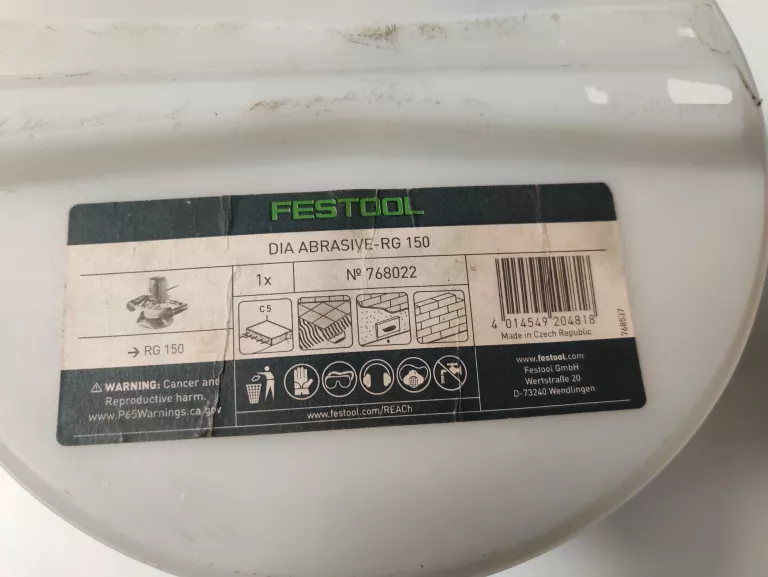 FESTOOL
DIA ABRASIVE-RG 150
1x
№ 768022
C5
→ RG 150
4 014549 204818
Made in Czech Republic
768537
⚠ WARNING: Cancer and
Reproductive harm.
www.P65Warnings.ca.gov
www.festool.com/REACh
www.festool.com
Festool GmbH
Wertstraße 20
D-73240 Wendlingen